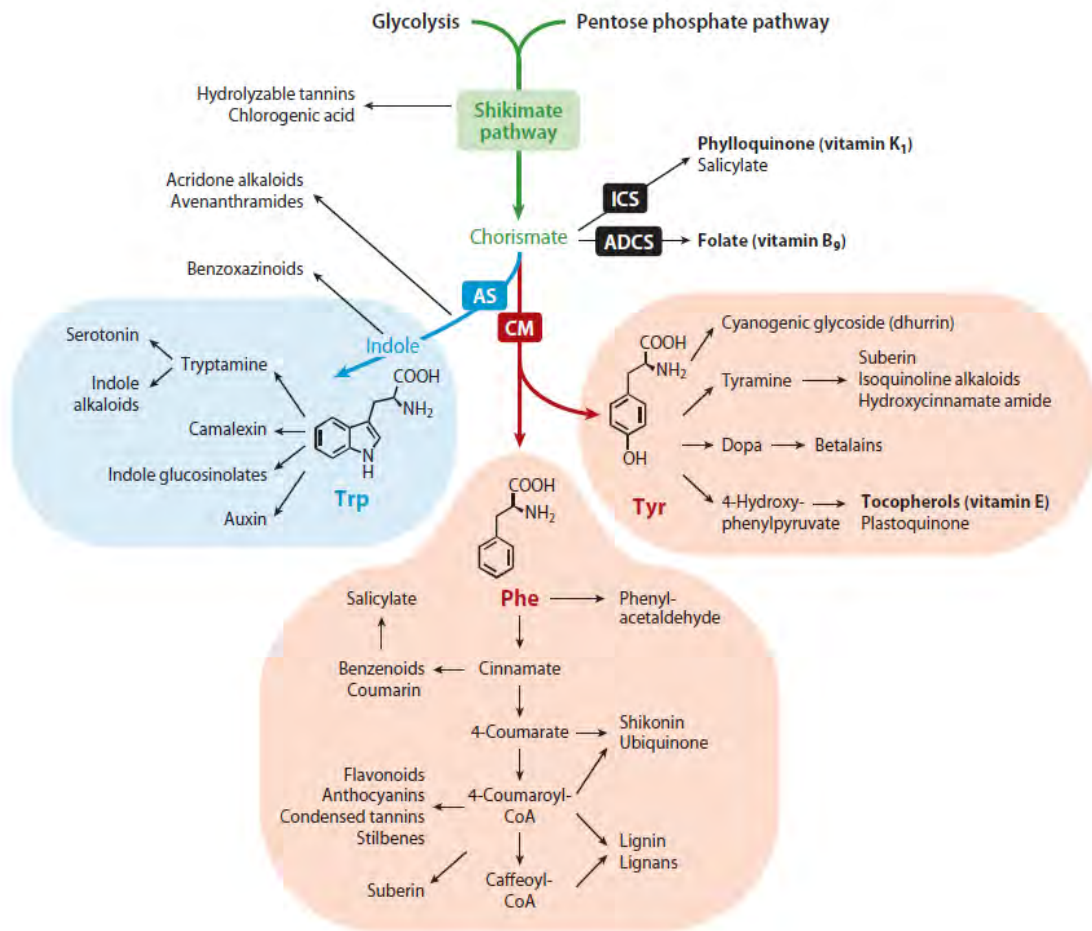 Glycolysis
Pentose phosphate pathway
Hydrolyzable tannins
Chlorogenic acid
Shikimate
pathway
Phylloquinone (vitamin K1)
Salicylate
Acridone alkaloids
Avenanthramides
ICS
Chorismate
ADCS
Folate (vitamin B9)
Benzoxazinoids
AS
CM
Indole
Serotonin
Tryptamine
Indole
alkaloids
COOH
NH2
Camalexin
N
H
Indole glucosinolates
Trp
Auxin
Cyanogenic glycoside (dhurrin)
COOH
NH2
Tyramine
Suberin
Isoquinoline alkaloids
Hydroxycinnamate amide
Dopa
Betalains
OH
Tyr
4-Hydroxy-
phenylpyruvate
Tocopherols (vitamin E)
Plastoquinone
COOH
NH2
Phe
Phenyl-
acetaldehyde
Salicylate
Benzenoids
Coumarin
Cinnamate
4-Coumarate
Shikonin
Ubiquinone
Flavonoids
Anthocyanins
Condensed tannins
Stilbenes
4-Coumaroyl-
CoA
Lignin
Lignans
Suberin
Caffeoyl-
CoA